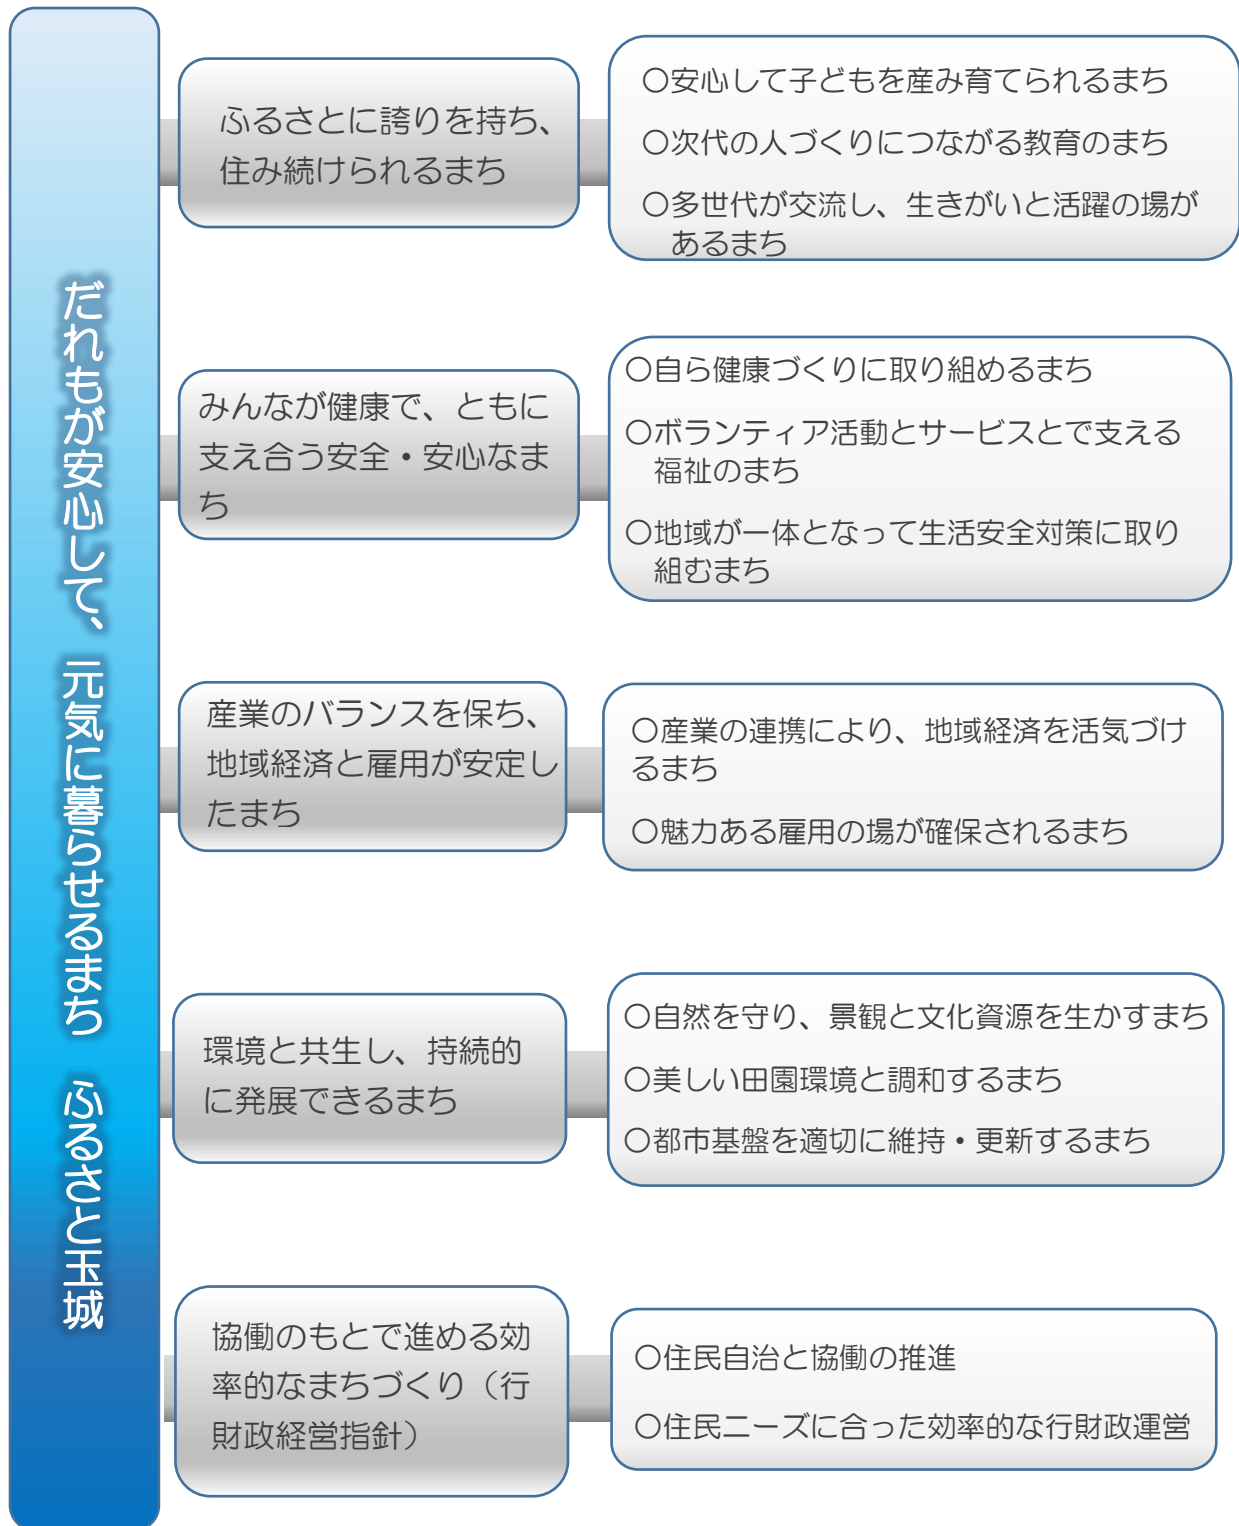 だれもが安心して、元気に暮らせるまち　ふるさと玉城
ふるさとに誇りを持ち、
住み続けられるまち
〇安心して子どもを産み育てられるまち
〇次代の人づくりにつながる教育のまち
〇多世代が交流し、生きがいと活躍の場が
あるまち
みんなが健康で、ともに
支え合う安全・安心なま
ち
〇自ら健康づくりに取り組めるまち
〇ボランティア活動とサービスとで支える
福祉のまち
〇地域が一体となって生活安全対策に取り
組むまち
産業のバランスを保ち、
地域経済と雇用が安定し
たまち
〇産業の連携により、地域経済を活気づけ
るまち
〇魅力ある雇用の場が確保されるまち
環境と共生し、持続的
に発展できるまち
〇自然を守り、景観と文化資源を生かすまち
〇美しい田園環境と調和するまち
〇都市基盤を適切に維持・更新するまち
協働のもとで進める効
率的なまちづくり（行
財政経営指針）
〇住民自治と協働の推進
〇住民ニーズに合った効率的な行財政運営